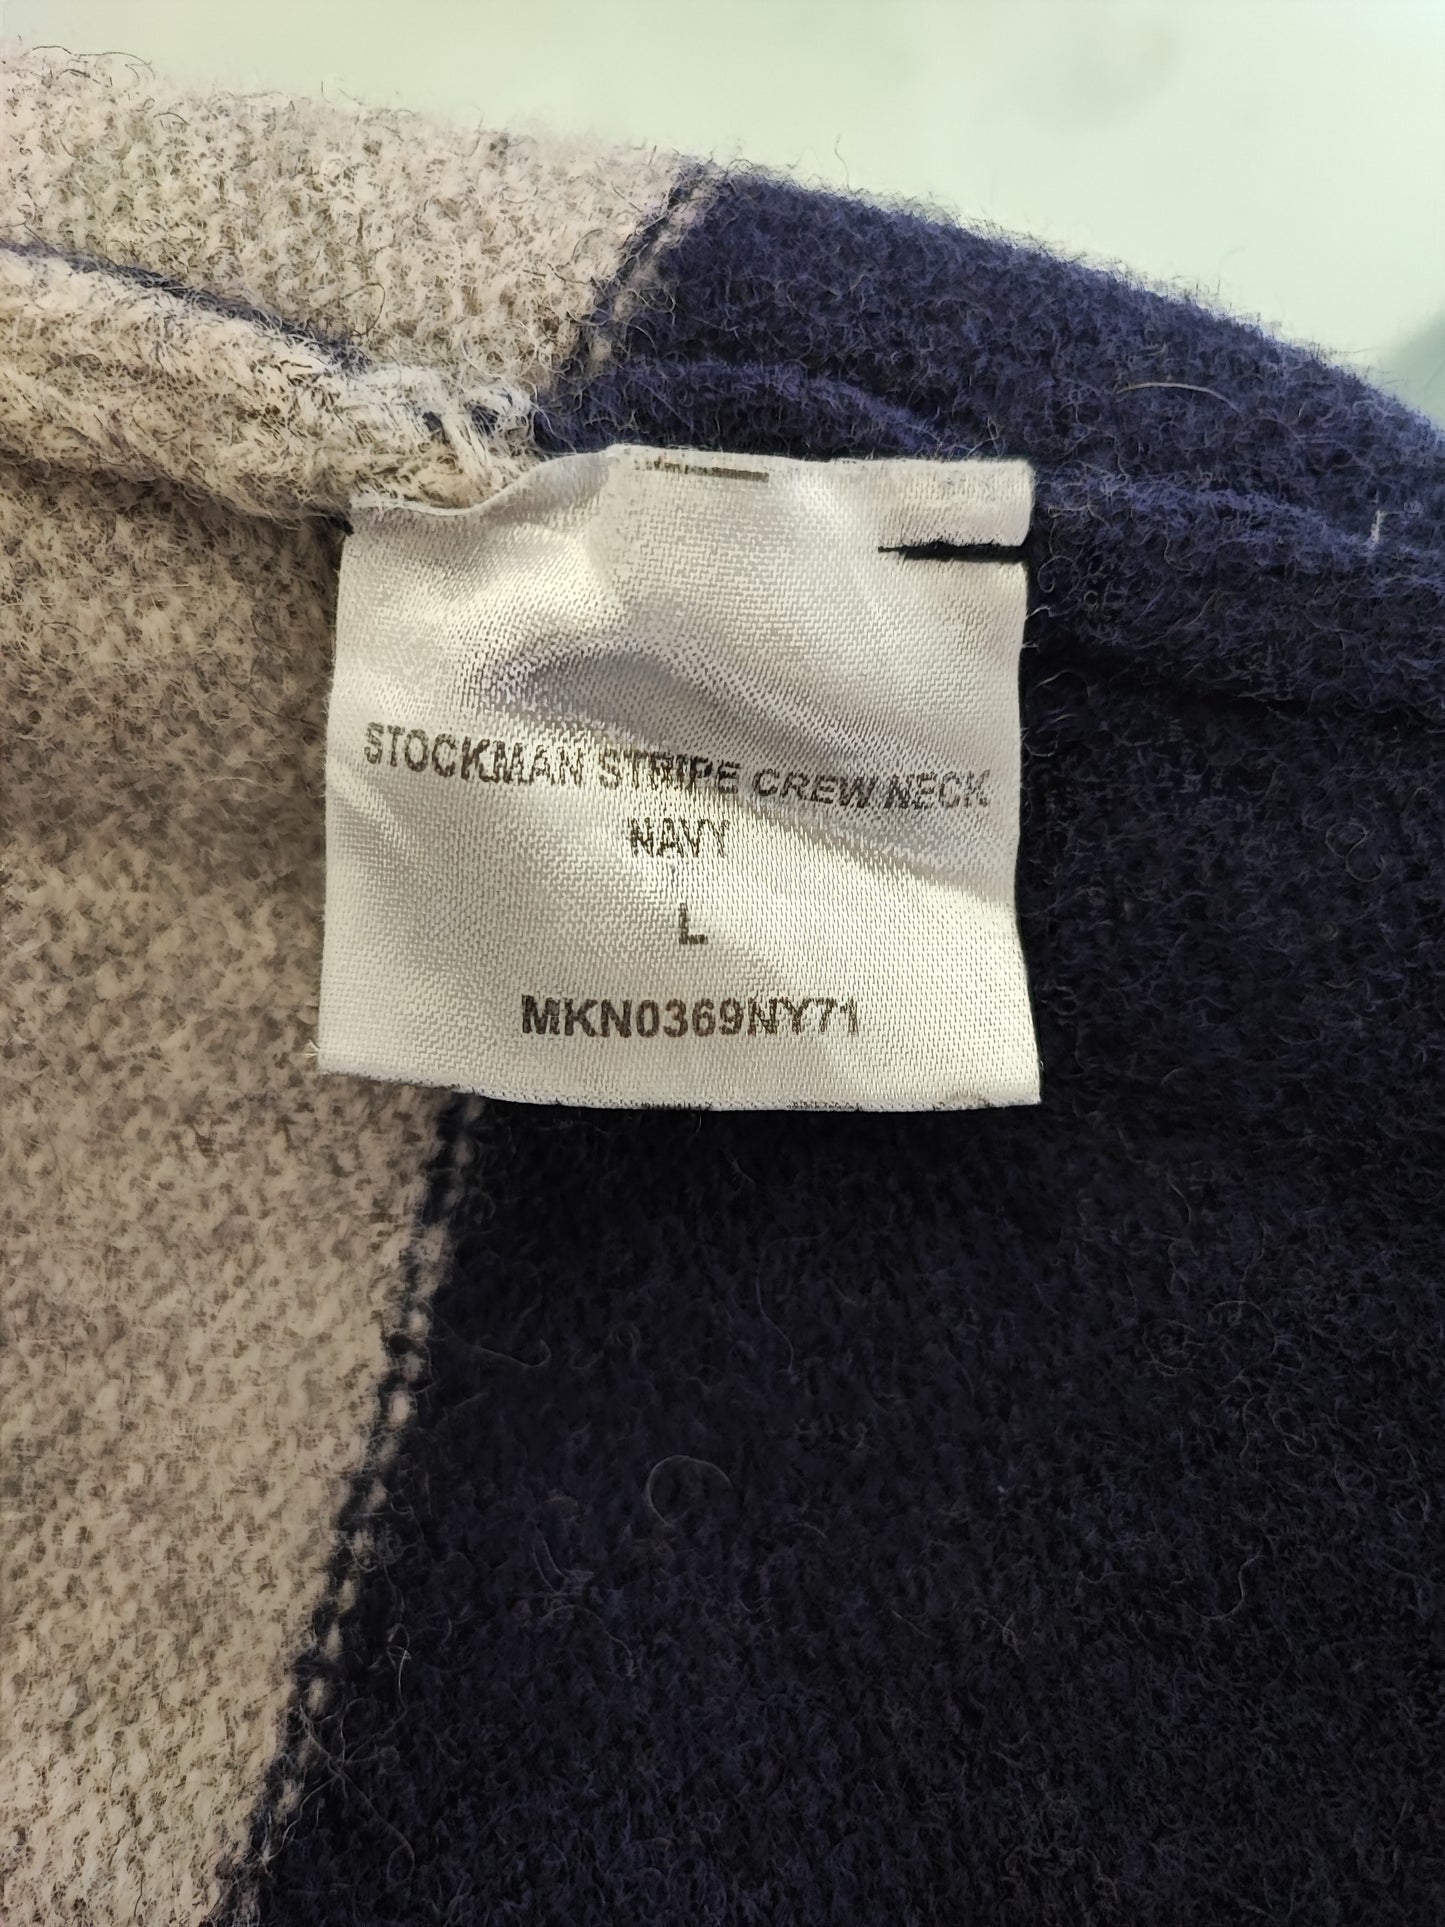 STOCKMAN STRIPE CREW NECK
NAVY
L
MKN0369NY71